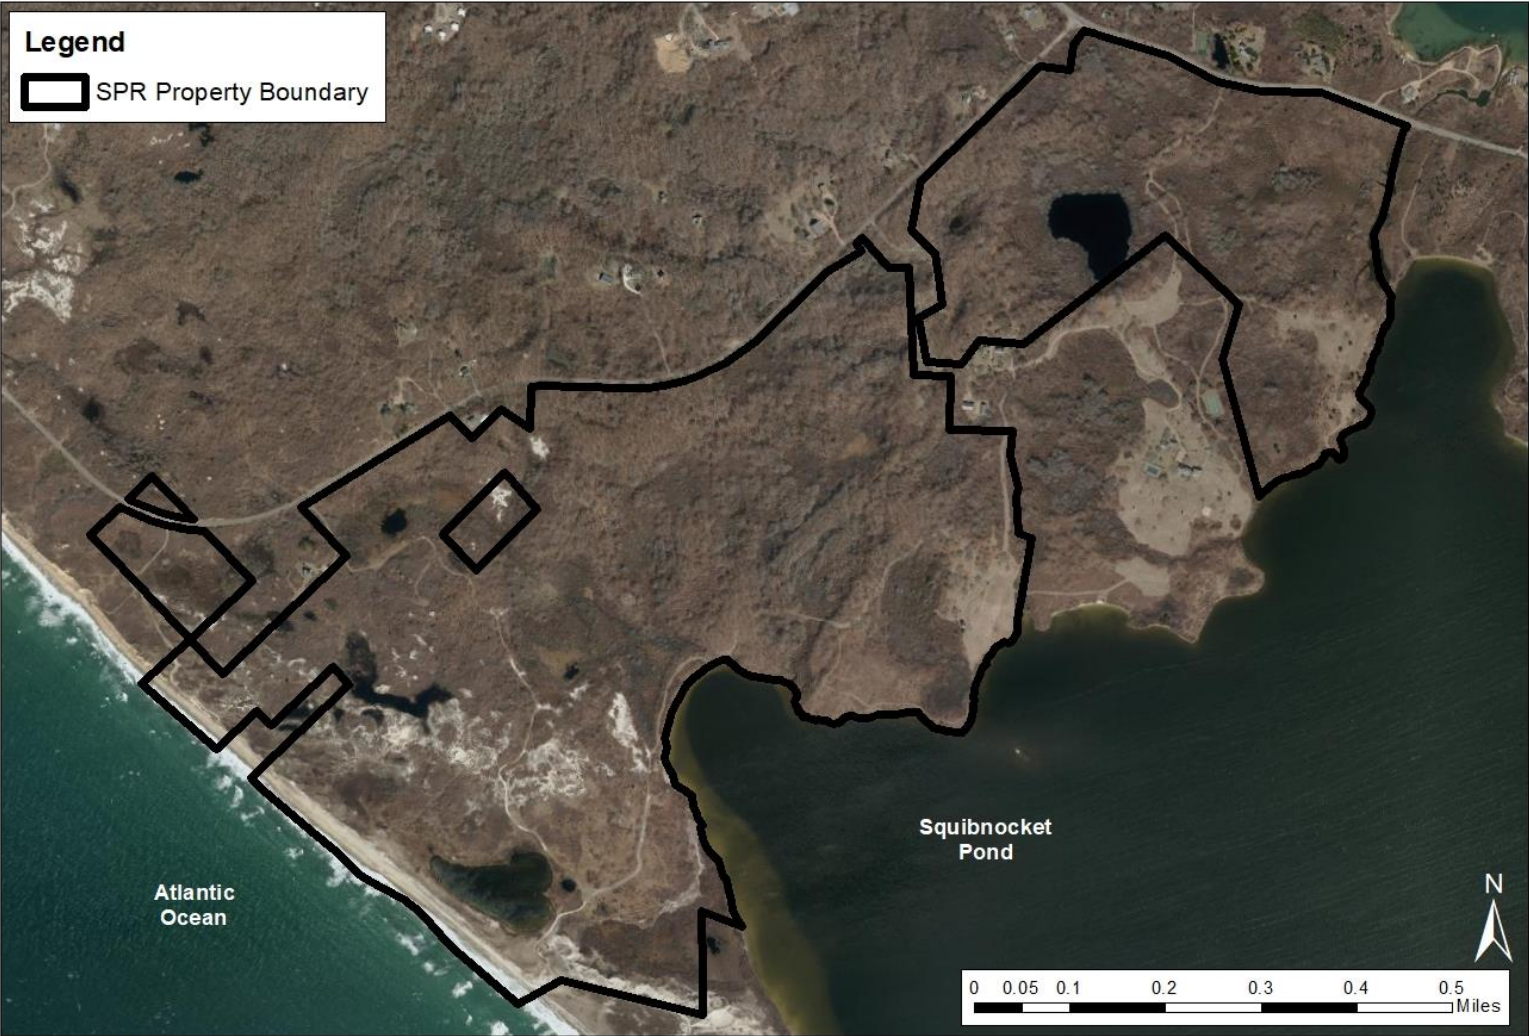 Legend
SPR Property Boundary
Squibnocket
Pond
Atlantic
Ocean
N
0 0.05 0.1 0.2 0.3 0.4 0.5
Miles